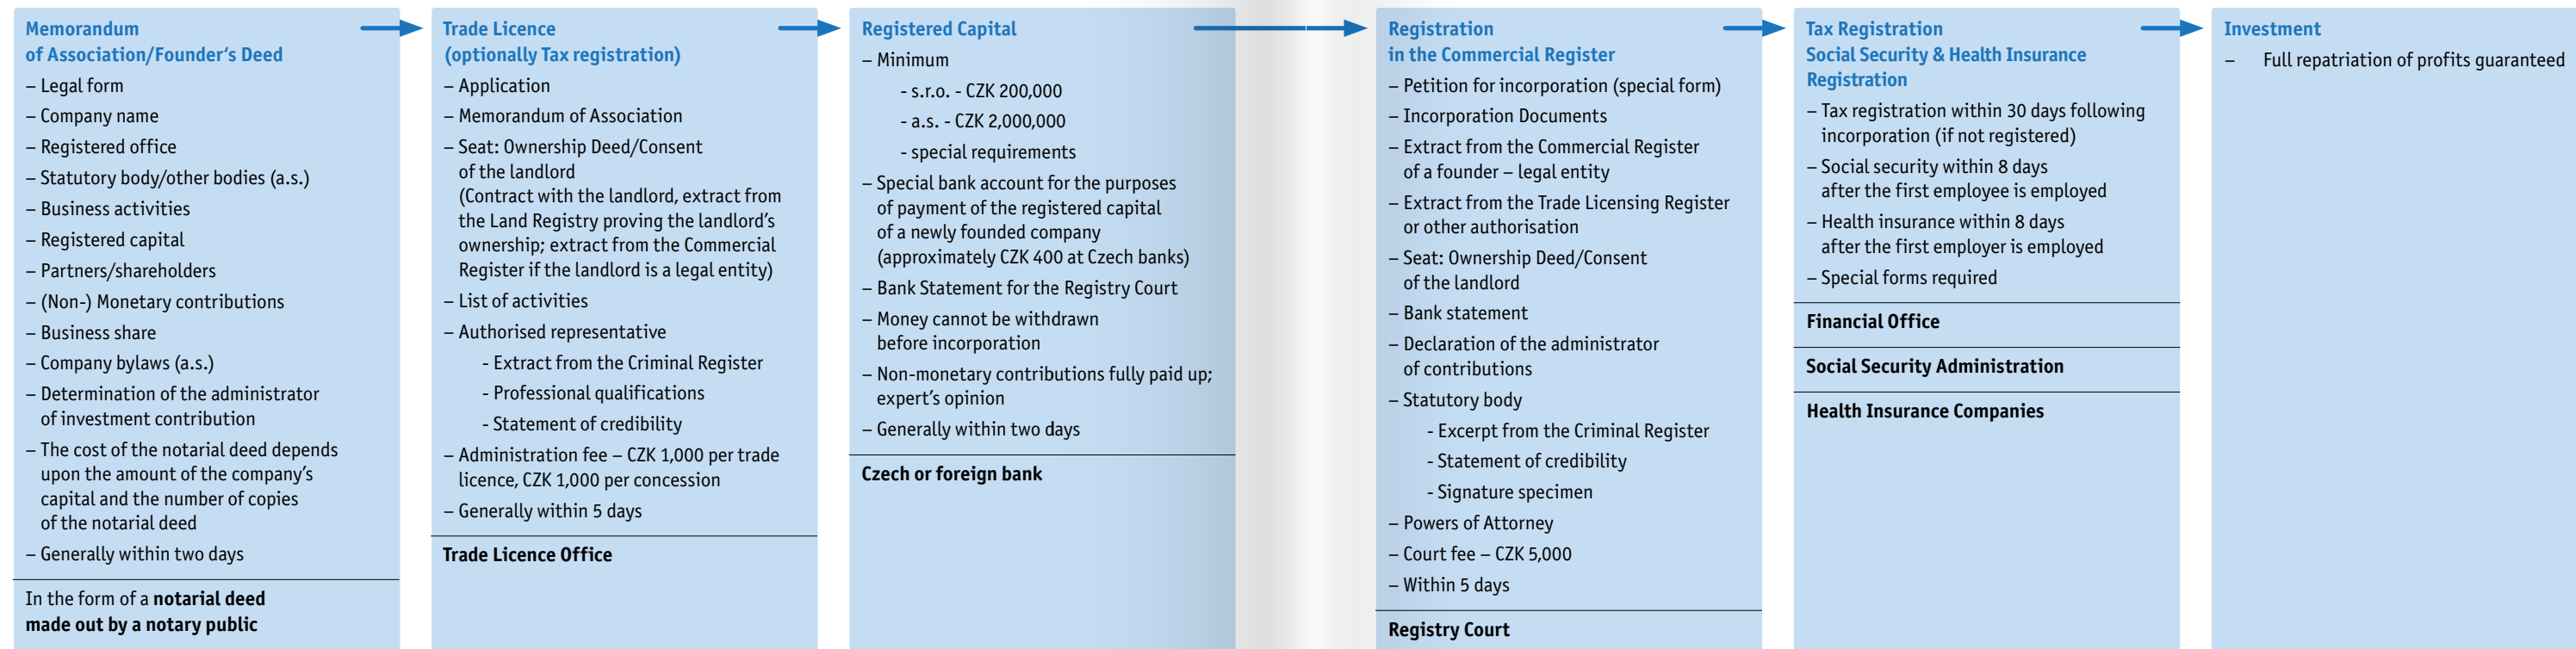 Memorandum
of Association/Founder‘s Deed
– Legal form
– Company name
– Registered office
– Statutory body/other bodies (a.s.)
– Business activities
– Registered capital
– Partners/shareholders
– (Non-) Monetary contributions
– Business share
– Company bylaws (a.s.)
– Determination of the administrator
of investment contribution
– The cost of the notarial deed depends
upon the amount of the company’s
capital and the number of copies
of the notarial deed
– Generally within two days
In the form of a notarial deed
made out by a notary public
Trade Licence
(optionally Tax registration)
– Application
– Memorandum of Association
– Seat: Ownership Deed/Consent
of the landlord
(Contract with the landlord, extract from
the Land Registry proving the landlord’s
ownership; extract from the Commercial
Register if the landlord is a legal entity)
– List of activities
– Authorised representative
- Extract from the Criminal Register
- Professional qualifications
- Statement of credibility
– Administration fee – CZK 1,000 per trade
licence, CZK 1,000 per concession
– Generally within 5 days
Trade Licence Office
Registered Capital
– Minimum
- s.r.o. - CZK 200,000
- a.s. - CZK 2,000,000
- special requirements
– Special bank account for the purposes
of payment of the registered capital
of a newly founded company
(approximately CZK 400 at Czech banks)
– Bank Statement for the Registry Court
– Money cannot be withdrawn
before incorporation
– Non-monetary contributions fully paid up;
expert’s opinion
– Generally within two days
Czech or foreign bank
Registration
in the Commercial Register
– Petition for incorporation (special form)
– Incorporation Documents
– Extract from the Commercial Register
of a founder – legal entity
– Extract from the Trade Licensing Register
or other authorisation
– Seat: Ownership Deed/Consent
of the landlord
– Bank statement
– Declaration of the administrator
of contributions
– Statutory body
- Excerpt from the Criminal Register
- Statement of credibility
- Signature specimen
– Powers of Attorney
– Court fee – CZK 5,000
– Within 5 days
Registry Court
Tax Registration
Social Security & Health Insurance
Registration
– Tax registration within 30 days following
incorporation (if not registered)
– Social security within 8 days
after the first employee is employed
– Health insurance within 8 days
after the first employer is employed
– Special forms required
Financial Office
Social Security Administration
Health Insurance Companies
Investment
– Full repatriation of profits guaranteed